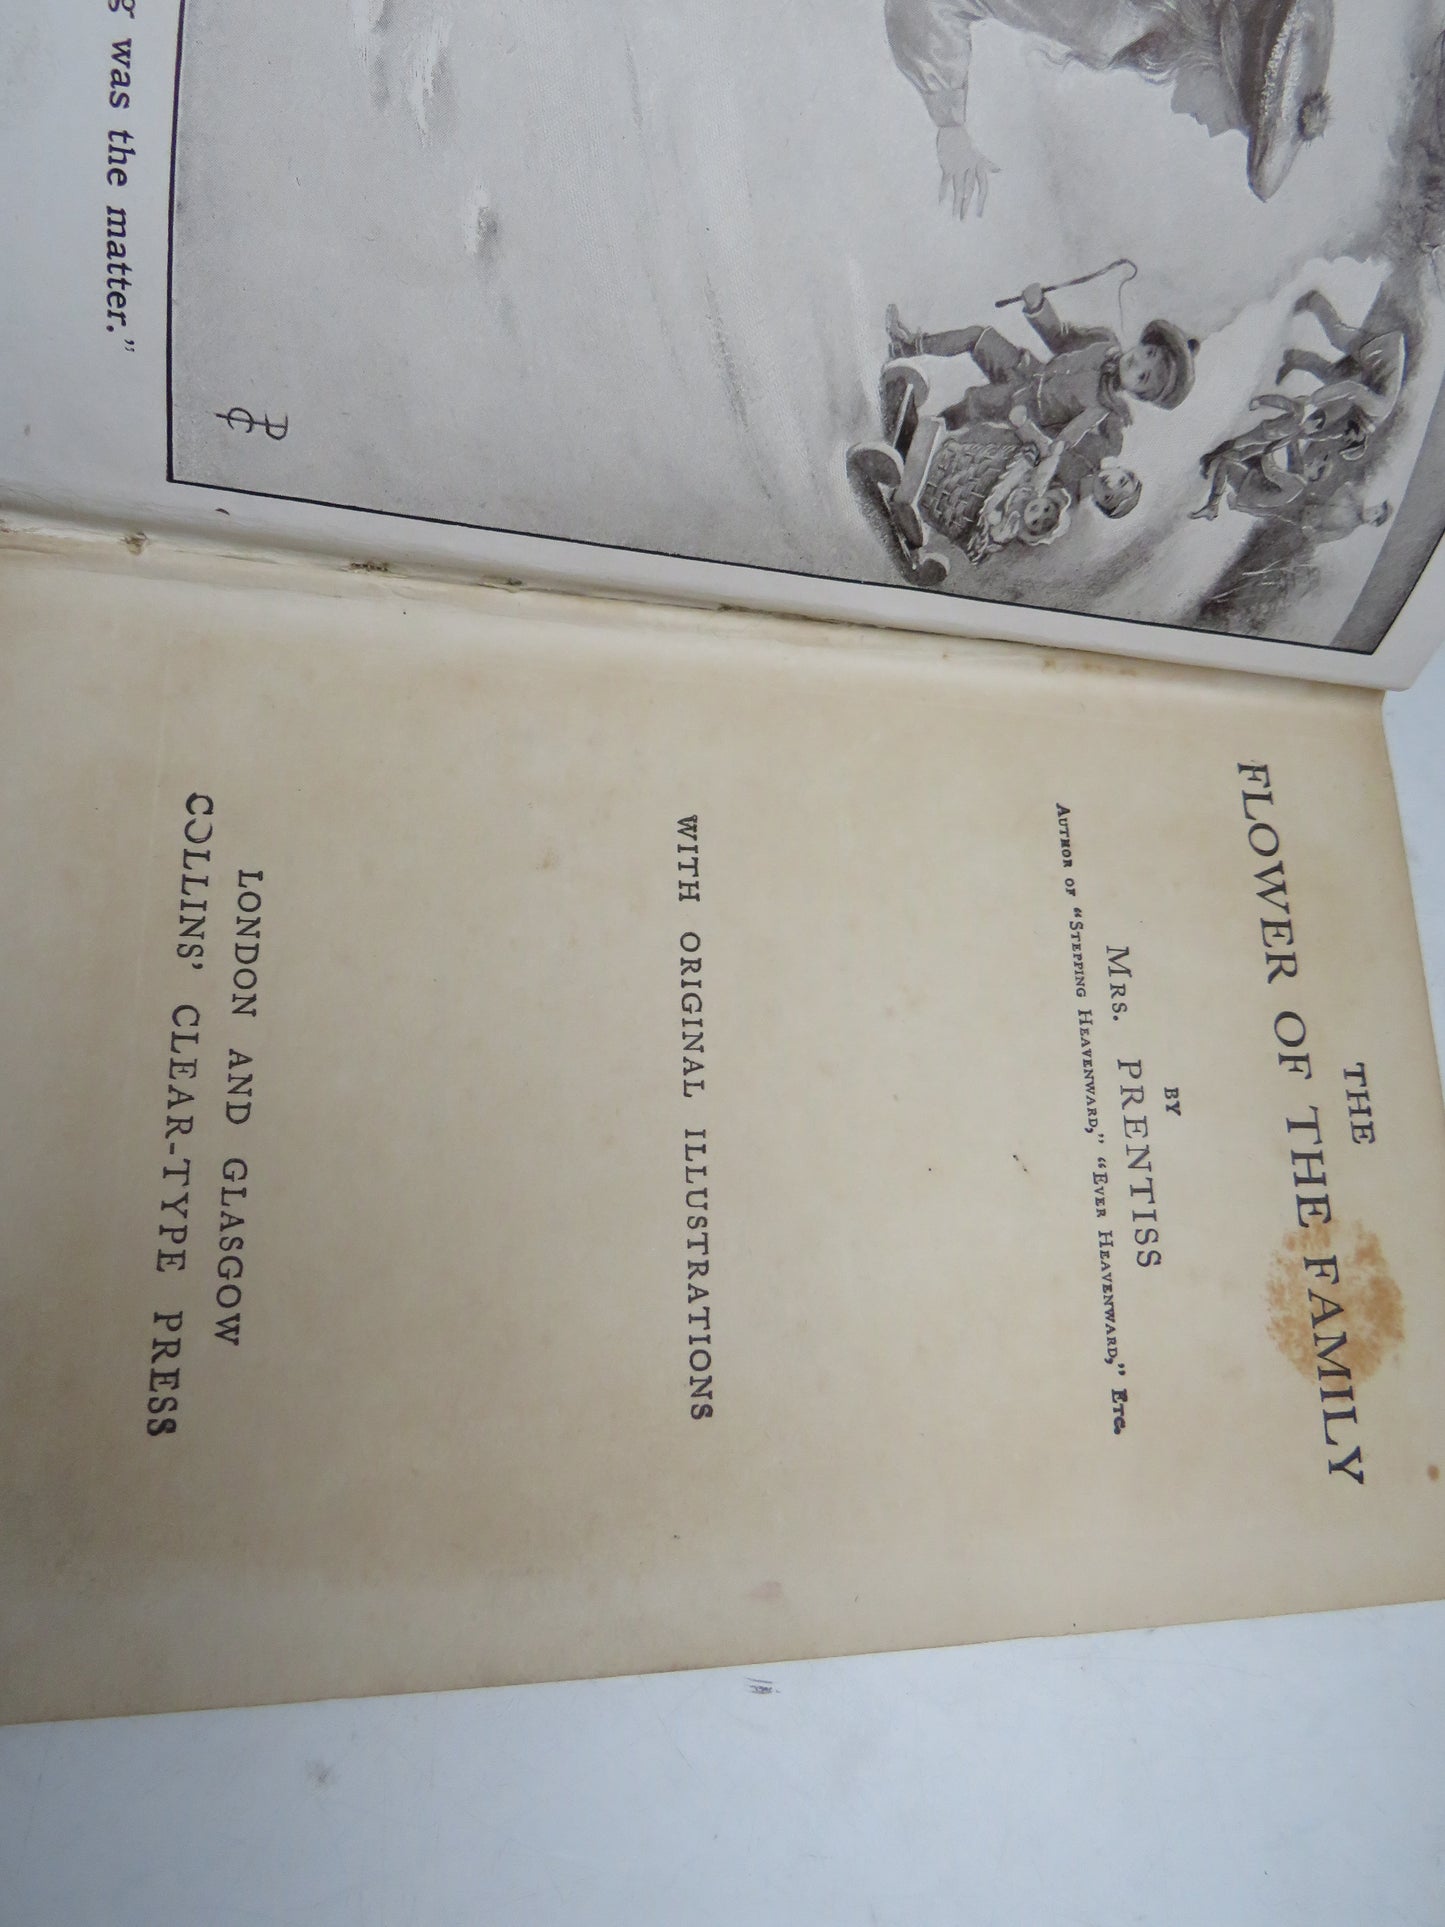 was the matter."
DC
THE
FLOWER OF THE FAMILY
BY
MRS. PRENTISS
AUTHOR OF "STEPPING HEAVENWARD," "EVER HEAVENWARD," ETC.
WITH ORIGINAL ILLUSTRATIONS
LONDON AND GLASGOW
COLLINS' CLEAR-TYPE PRESS